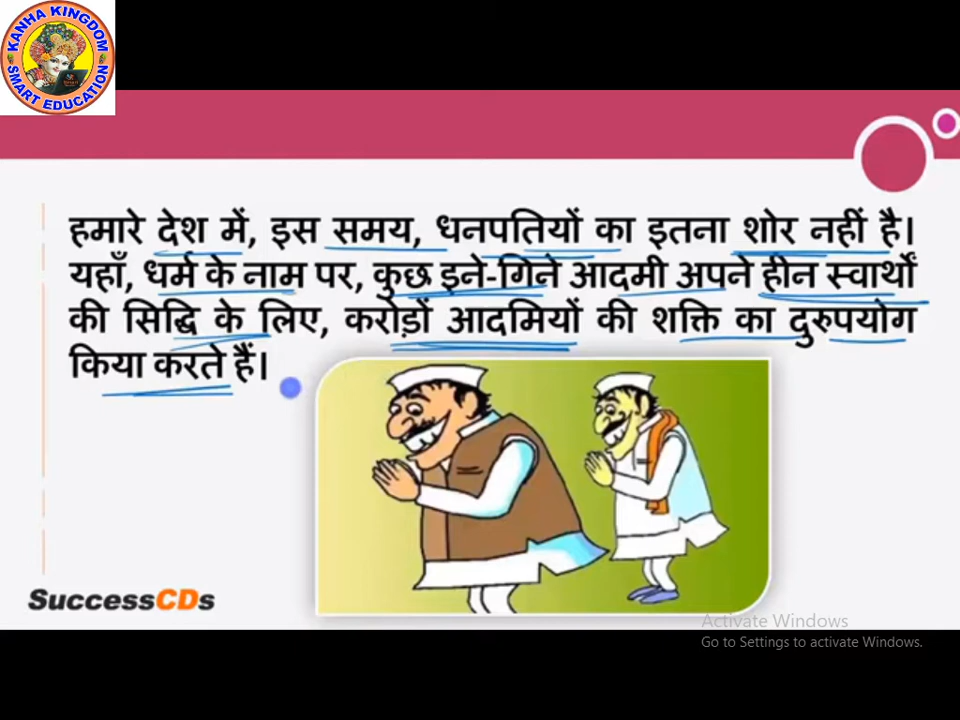 KANHA KINGDOM
SMART EDUCATION
हमारे देश में, इस समय, धनपतियों का इतना शोर नहीं है।
यहाँ, धर्म के नाम पर, कुछ इने-गिने आदमी अपने हीन स्वार्थों
की सिद्धि के लिए, करोड़ों आदमियों की शक्ति का दुरुपयोग
किया करते हैं।
SuccessCDs
Activate Windows
Go to Settings to activate Windows.